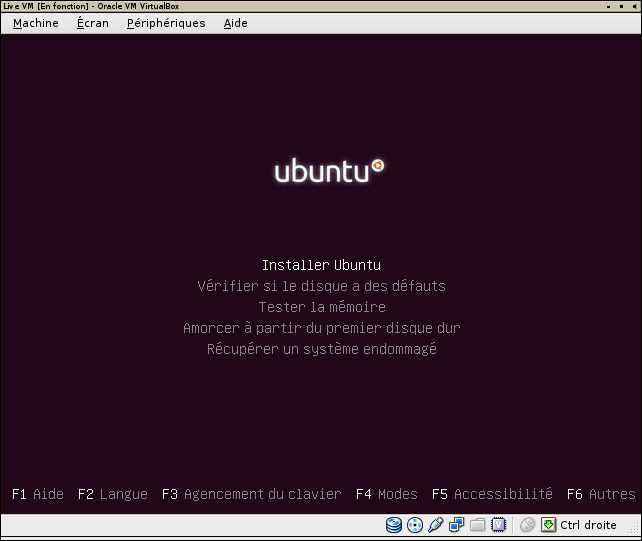 Live VM [En fonction] - Oracle VM VirtualBox
Machine Écran Périphériques Aide
ubuntu
Installer Ubuntu
Vérifier si le disque a des défauts
Tester la mémoire
Amorcer à partir du premier disque dur
Récupérer un système endommagé
F1 Aide F2 Langue F3 Agencement du clavier F4 Modes F5 Accessibilité F6 Autres
Ctrl droite